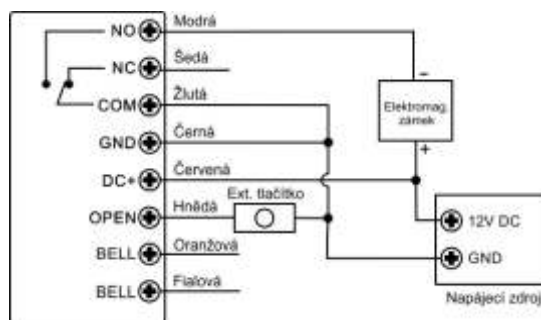 NO Modrá
NC Šedá
COM Žlutá
Elektromag.
zámek
GND Černá
DC+ Červená
Ext. tlačítko
OPEN Hnědá
12V DC
BELL Oranžová
GND
BELL Fialová
Napájecí zdroj
- 
+